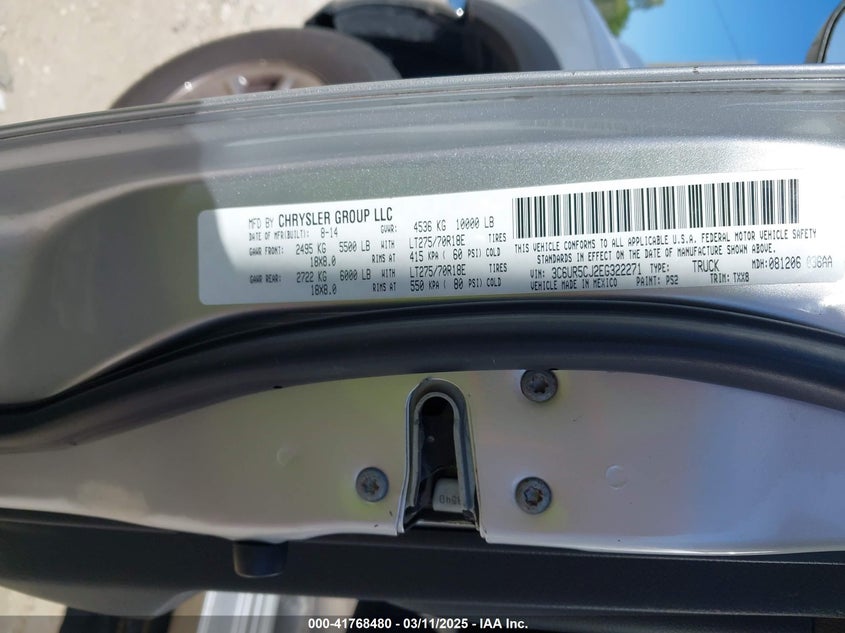 MFD BY CHRYSLER GROUP LLC
DATE OF MFR(BUILT): 8-14 GVWR: 4536 KG 10000 LB
GAWR FRONT: 2495 KG 5500 LB WITH LT275/70R18E TIRES
18X8.0 RIMS AT 415 KPA ( 60 PSI) COLD
GAWR REAR: 2722 KG 6000 LB WITH LT275/70R18E TIRES
18X8.0 RIMS AT 550 KPA ( 80 PSI) COLD
THIS VEHICLE CONFORMS TO ALL APPLICABLE U.S.A. FEDERAL MOTOR VEHICLE SAFETY
STANDARDS IN EFFECT ON THE DATE OF MANUFACTURE SHOWN ABOVE.
VIN: 3C6UR5CJ2EG322271 TYPE: TRUCK MDH: 081206 036AA
VEHICLE MADE IN MEXICO PAINT: PS2 TRIM: TXX8
000-41768480 - 03/11/2025 - IAA Inc.